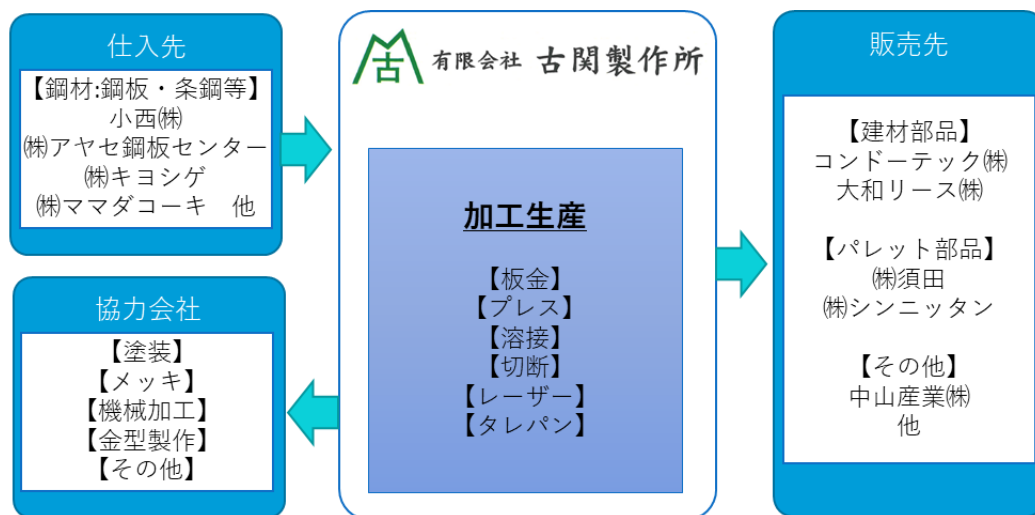 仕入先
【鋼材:鋼板・条鋼等】
小西㈱
㈱アヤセ鋼板センター
㈱キヨシゲ
㈱ママダコーキ　他
協力会社
【塗装】
【メッキ】
【機械加工】
【金型製作】
【その他】
古 有限会社 古関製作所
加工生産
【板金】
【プレス】
【溶接】
【切断】
【レーザー】
【タレパン】
販売先
【建材部品】
コンドーテック㈱
大和リース㈱
【パレット部品】
㈱須田
㈱シンニッタン
【その他】
中山産業㈱
他